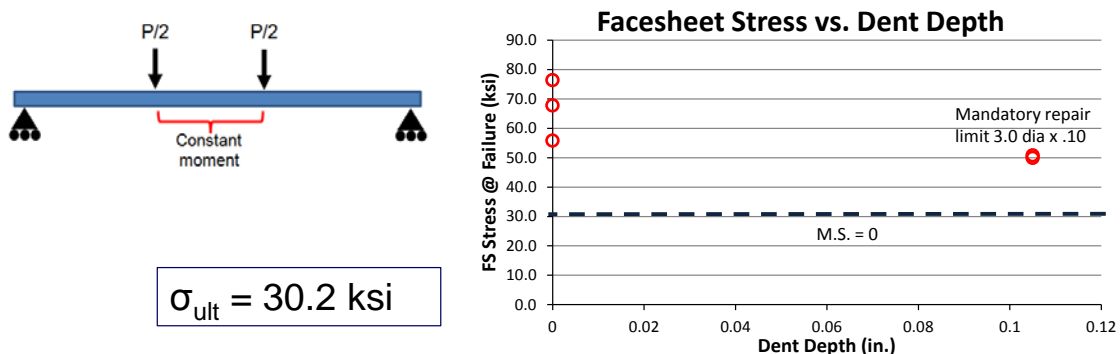 P/2 P/2
Constant
moment
σult = 30.2 ksi
Facesheet Stress vs. Dent Depth
FS Stress @ Failure (ksi)
90.0
80.0
70.0
60.0
50.0
40.0
30.0
20.0
10.0
0.0
Mandatory repair
limit 3.0 dia x .10
M.S. = 0
0 0.02 0.04 0.06 0.08 0.1 0.12
Dent Depth (in.)